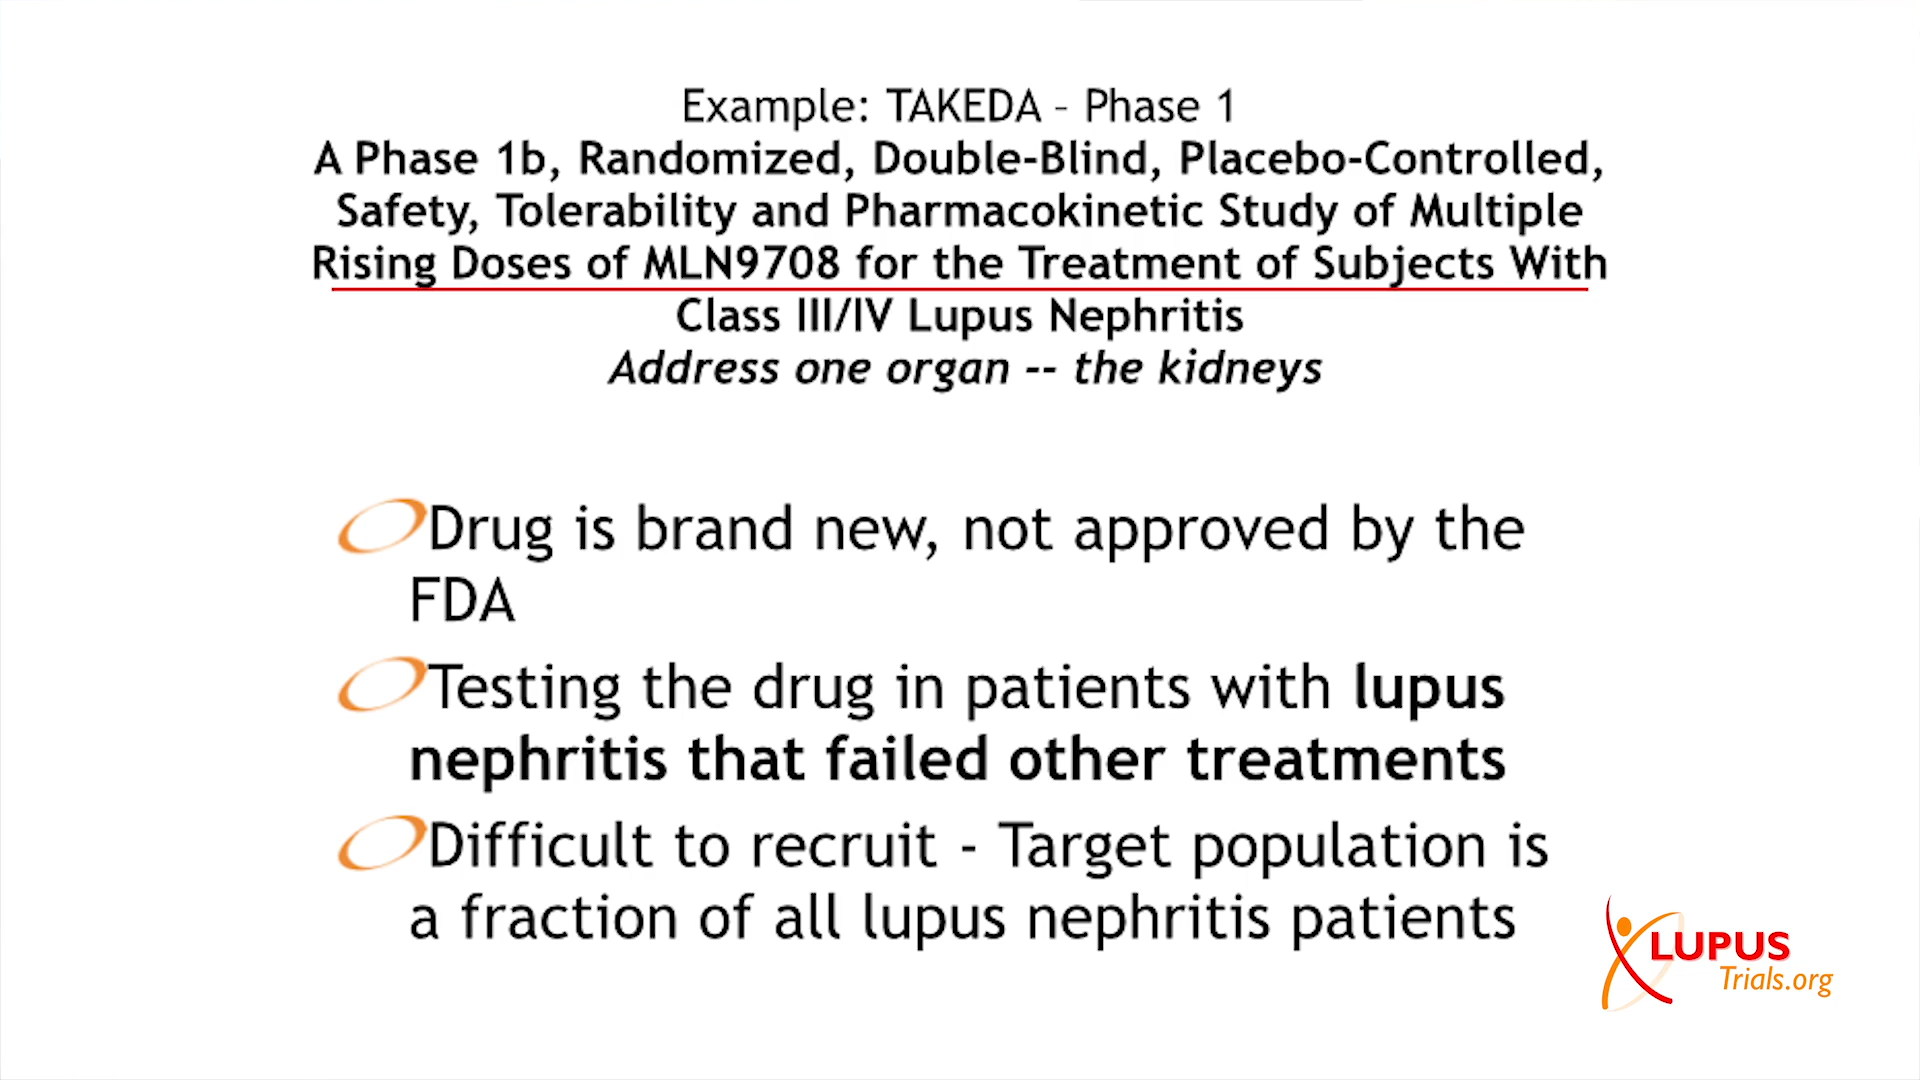 Example: TAKEDA – Phase 1
A Phase 1b, Randomized, Double-Blind, Placebo-Controlled,
Safety, Tolerability and Pharmacokinetic Study of Multiple
Rising Doses of MLN9708 for the Treatment of Subjects With
Class III/IV Lupus Nephritis
Address one organ -- the kidneys
Drug is brand new, not approved by the
FDA
Testing the drug in patients with lupus
nephritis that failed other treatments
Difficult to recruit - Target population is
a fraction of all lupus nephritis patients
LUPUS
Trials.org